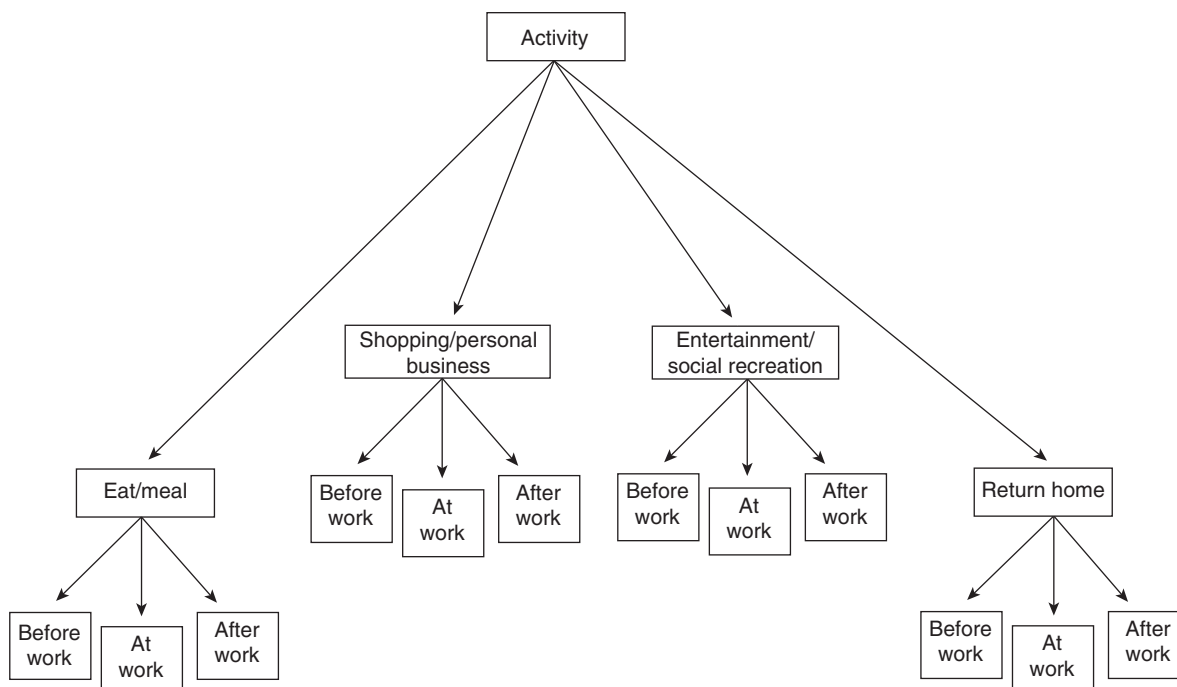 Activity
Shopping/personal
business
Entertainment/
social recreation
Eat/meal
Return home
Before
work
At
work
After
work
Before
work
At
work
After
work
Before
work
At
work
After
work
Before
work
At
work
After
work